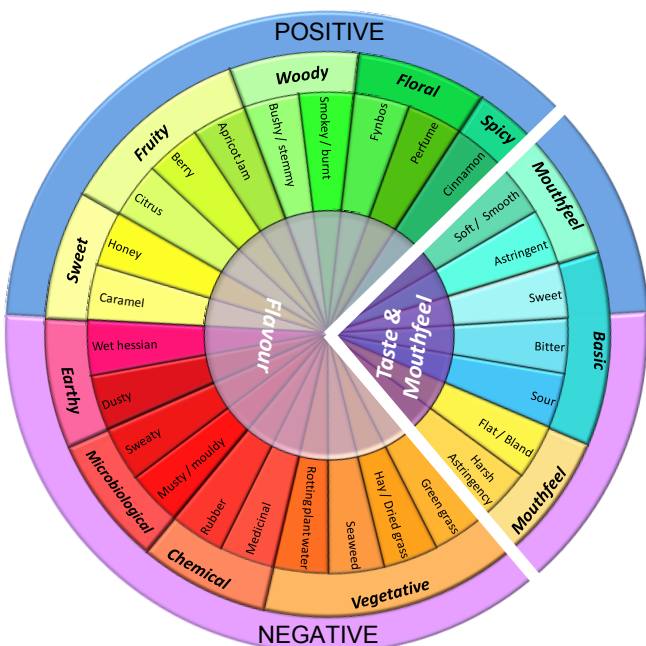 POSITIVE
Woody
Floral
Spicy
Mouthfeel
Basic
Mouthfeel
Vegetative
Chemical
Microbiological
Earthy
Sweet
Fruity
Bushy / stemmy
Smokey / burnt
Fynbos
Perfume
Cinnamon
Soft / Smooth
Astringent
Sweet
Bitter
Sour
Flat / Bland
Harsh
Astringency
Green grass
Hay / Dried grass
Seaweed
Rotting plant water
Medicinal
Rubber
Musty / mouldy
Sweaty
Dusty
Wet hessian
Caramel
Honey
Citrus
Berry
Apricot Jam
Flavour
Taste &
Mouthfeel
NEGATIVE